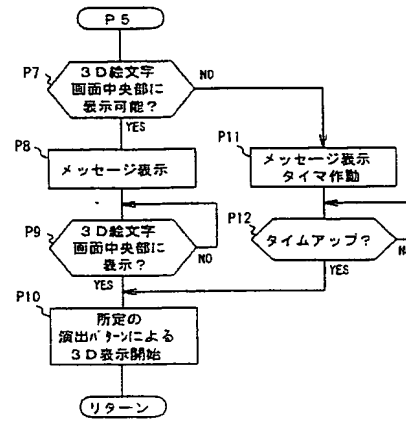 P5
P7
3D絵文字
画面中央部に
表示可能?
NO
YES
P8
メッセージ表示
P11
メッセージ表示
タイマ作動
P9
3D絵文字
画面中央部に
表示?
NO
YES
P12
タイムアップ?
YES
P10
所定の
演出パターンによる
3D表示開始
リターン